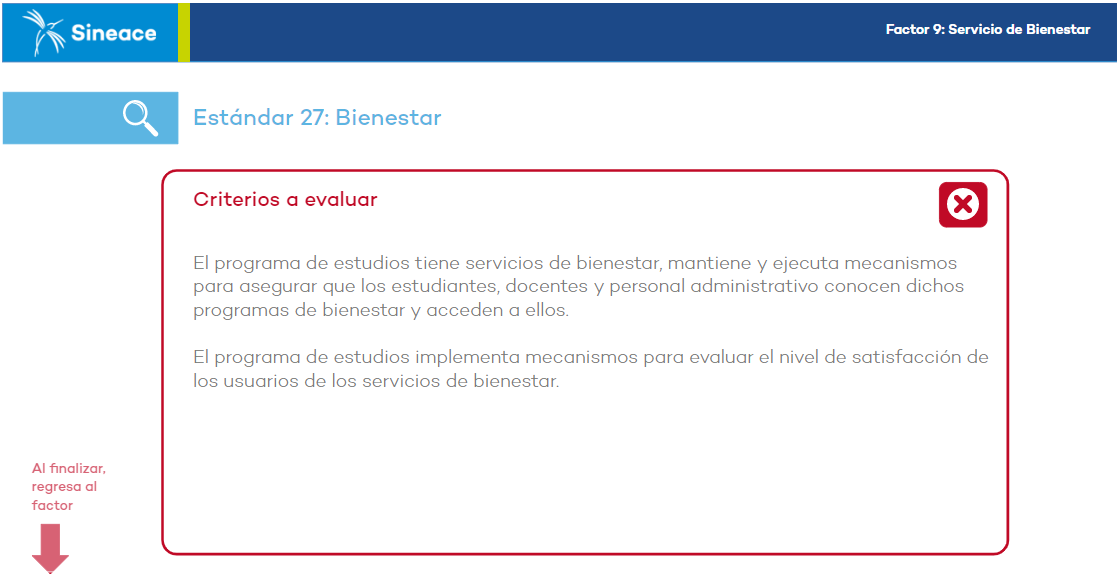 Sineace
Factor 9: Servicio de Bienestar
Estándar 27: Bienestar
Criterios a evaluar
El programa de estudios tiene servicios de bienestar, mantiene y ejecuta mecanismos
para asegurar que los estudiantes, docentes y personal administrativo conocen dichos
programas de bienestar y acceden a ellos.
El programa de estudios implementa mecanismos para evaluar el nivel de satisfacción de
los usuarios de los servicios de bienestar.
Al finalizar,
regresa al
factor